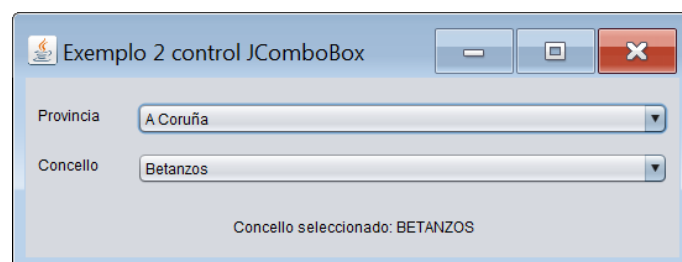 Exemplo 2 control JComboBox
Provincia A Coruña
Concello Betanzos
Concello seleccionado: BETANZOS